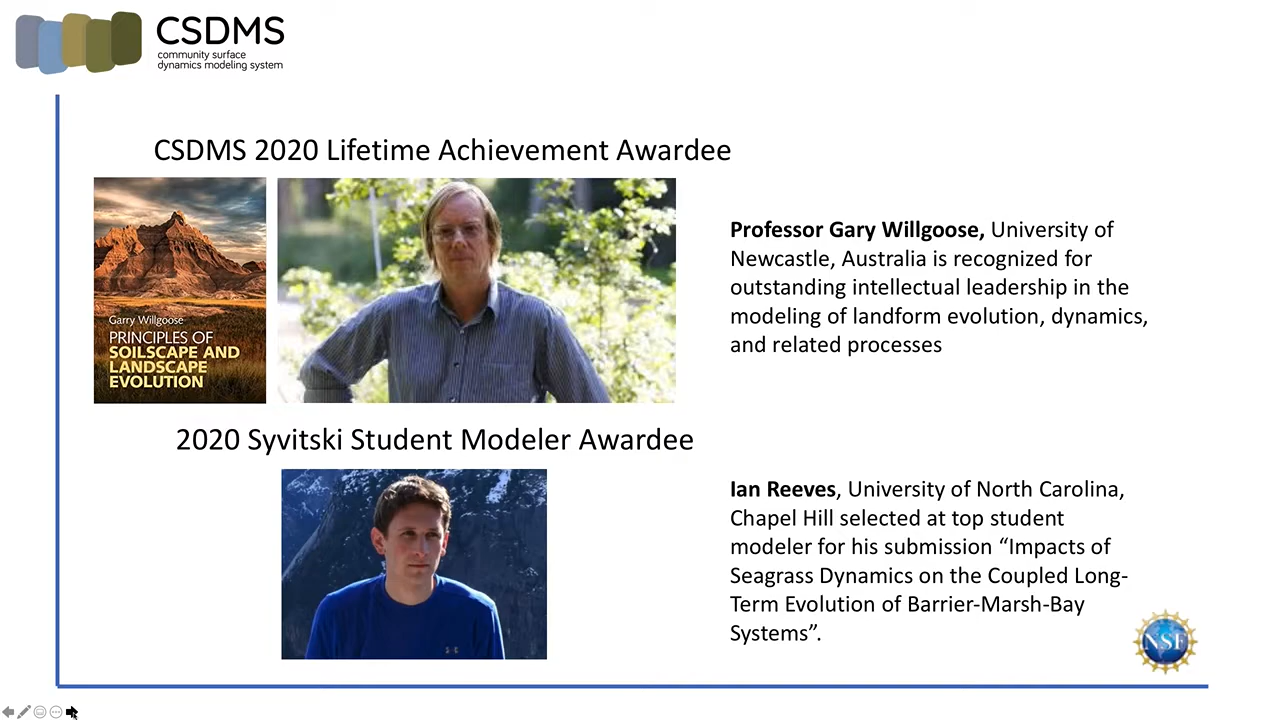 CSDMS
community surface
dynamics modeling system
CSDMS 2020 Lifetime Achievement Awardee
Garry Willgoose
PRINCIPLES OF
SOILSCAPE AND
LANDSCAPE
EVOLUTION
Professor Gary Willgoose, University of
Newcastle, Australia is recognized for
outstanding intellectual leadership in the
modeling of landform evolution, dynamics,
and related processes
2020 Syvitski Student Modeler Awardee
Ian Reeves, University of North Carolina,
Chapel Hill selected at top student
modeler for his submission “Impacts of
Seagrass Dynamics on the Coupled Long-
Term Evolution of Barrier-Marsh-Bay
Systems”.
NSF